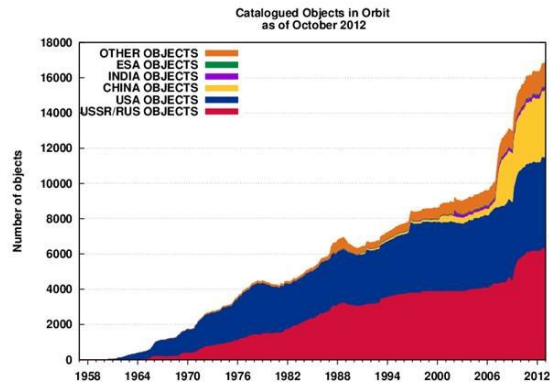 Catalogued Objects in Orbit
as of October 2012
18000
16000
14000
12000
10000
8000
6000
4000
2000
0
Number of objects
OTHER OBJECTS
ESA OBJECTS
INDIA OBJECTS
CHINA OBJECTS
USA OBJECTS
USSR/RUS OBJECTS
1958 1964 1970 1976 1982 1988 1994 2000 2006 2012